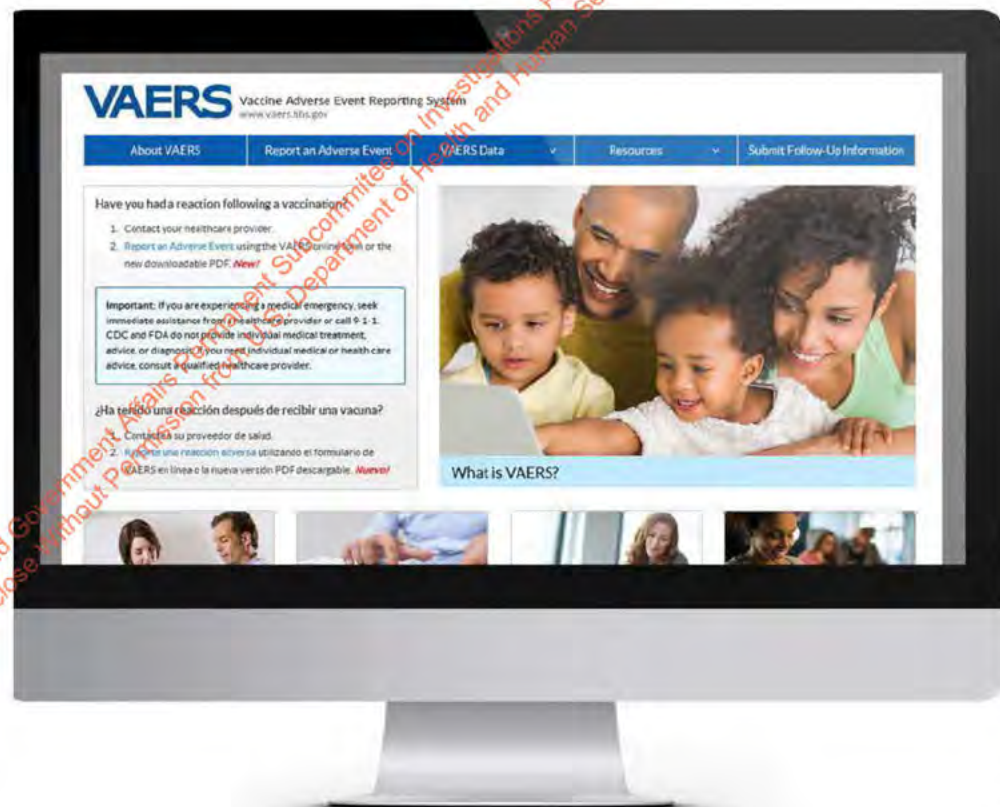 VAERS Vaccine Adverse Event Reporting System
www.vaers.hhs.gov
About VAERS
Report an Adverse Event
VAERS Data
Resources
Submit Follow-Up Information
Have you had a reaction following a vaccination?
1. Contact your healthcare provider.
2. Report an Adverse Event using the VAERS online form or the
new downloadable PDF. New!
Important: If you are experiencing a medical emergency, seek
immediate assistance from a healthcare provider or call 9-1-1.
CDC and FDA do not provide individual medical treatment,
advice, or diagnosis. If you need individual medical or health care
advice, consult a qualified healthcare provider.
¿Ha tenido una reacción después de recibir una vacuna?
1. Contacte a su proveedor de salud.
2. Reporte una reacción adversa utilizando el formulario de
VAERS en línea o la nueva versión PDF descargable. Nuevo!
What is VAERS?
Government Affairs Permanent Subcommittee on Investigations
Without Permission from U.S. Department of Health and Human